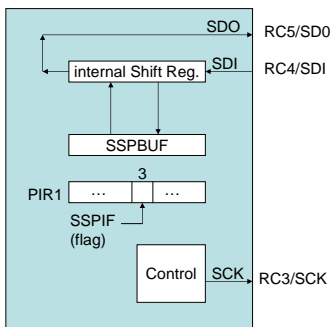 SDO RC5/SD0
internal Shift Reg. SDI RC4/SDI
SSPBUF
3
PIR1 ... ...
SSPIF
(flag)
Control SCK RC3/SCK